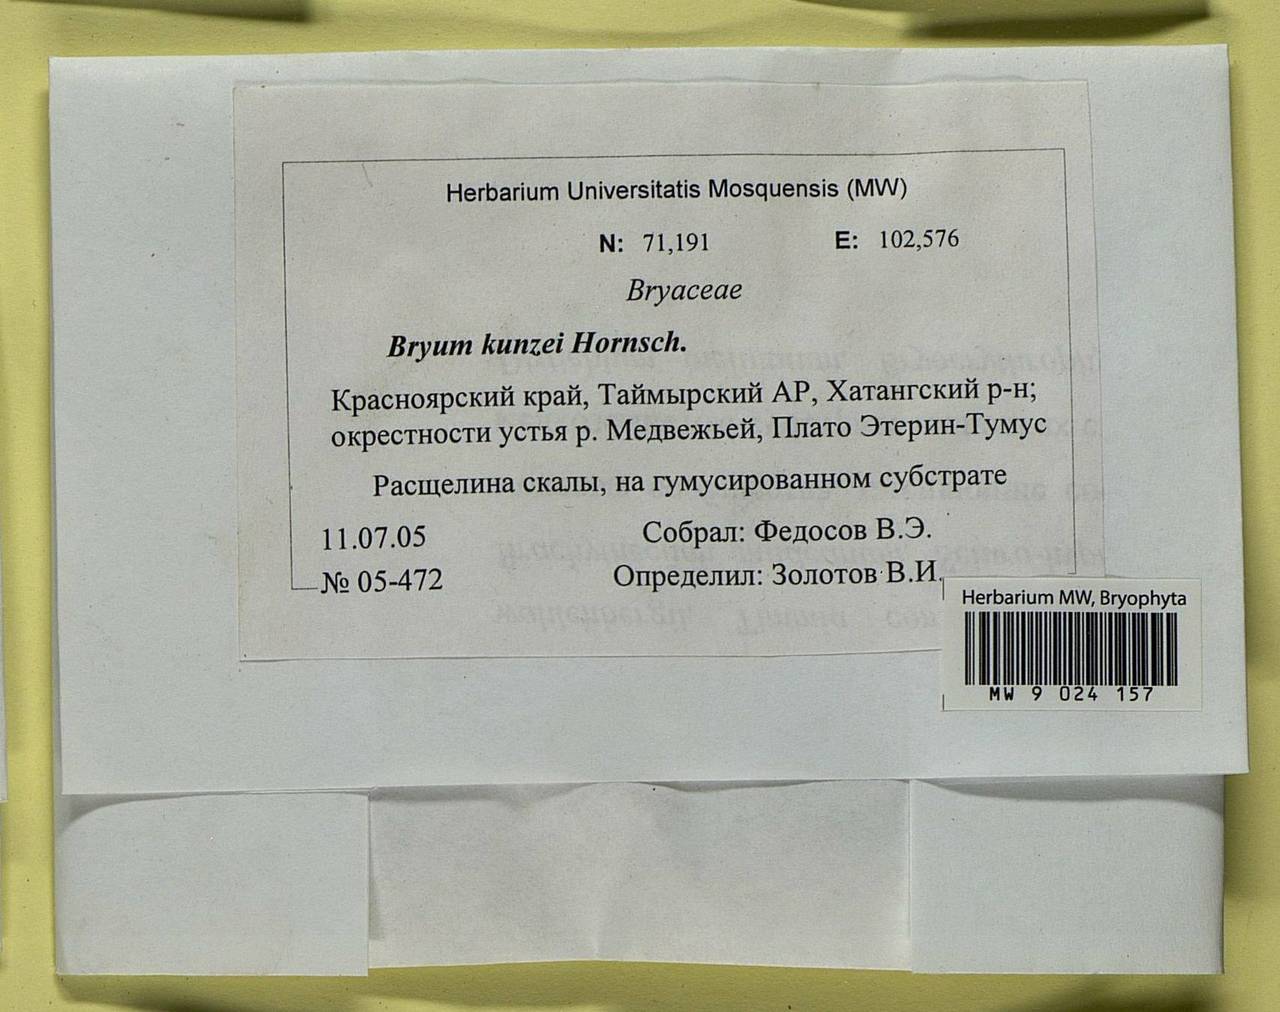 Herbarium Universitatis Mosquensis (MW)
N: 71,191 E: 102,576
Bryaceae
Bryum kunzei Hornsch.
Красноярский край, Таймырский АР, Хатангский р-н;
окрестности устья р. Медвежьей, Плато Этерин-Тумус
Расщелина скалы, на гумусированном субстрате
11.07.05 Собрал: Федосов В.Э.
№ 05-472 Определил: Золотов В.И.
Herbarium MW, Bryophyta
MW 9 024 157